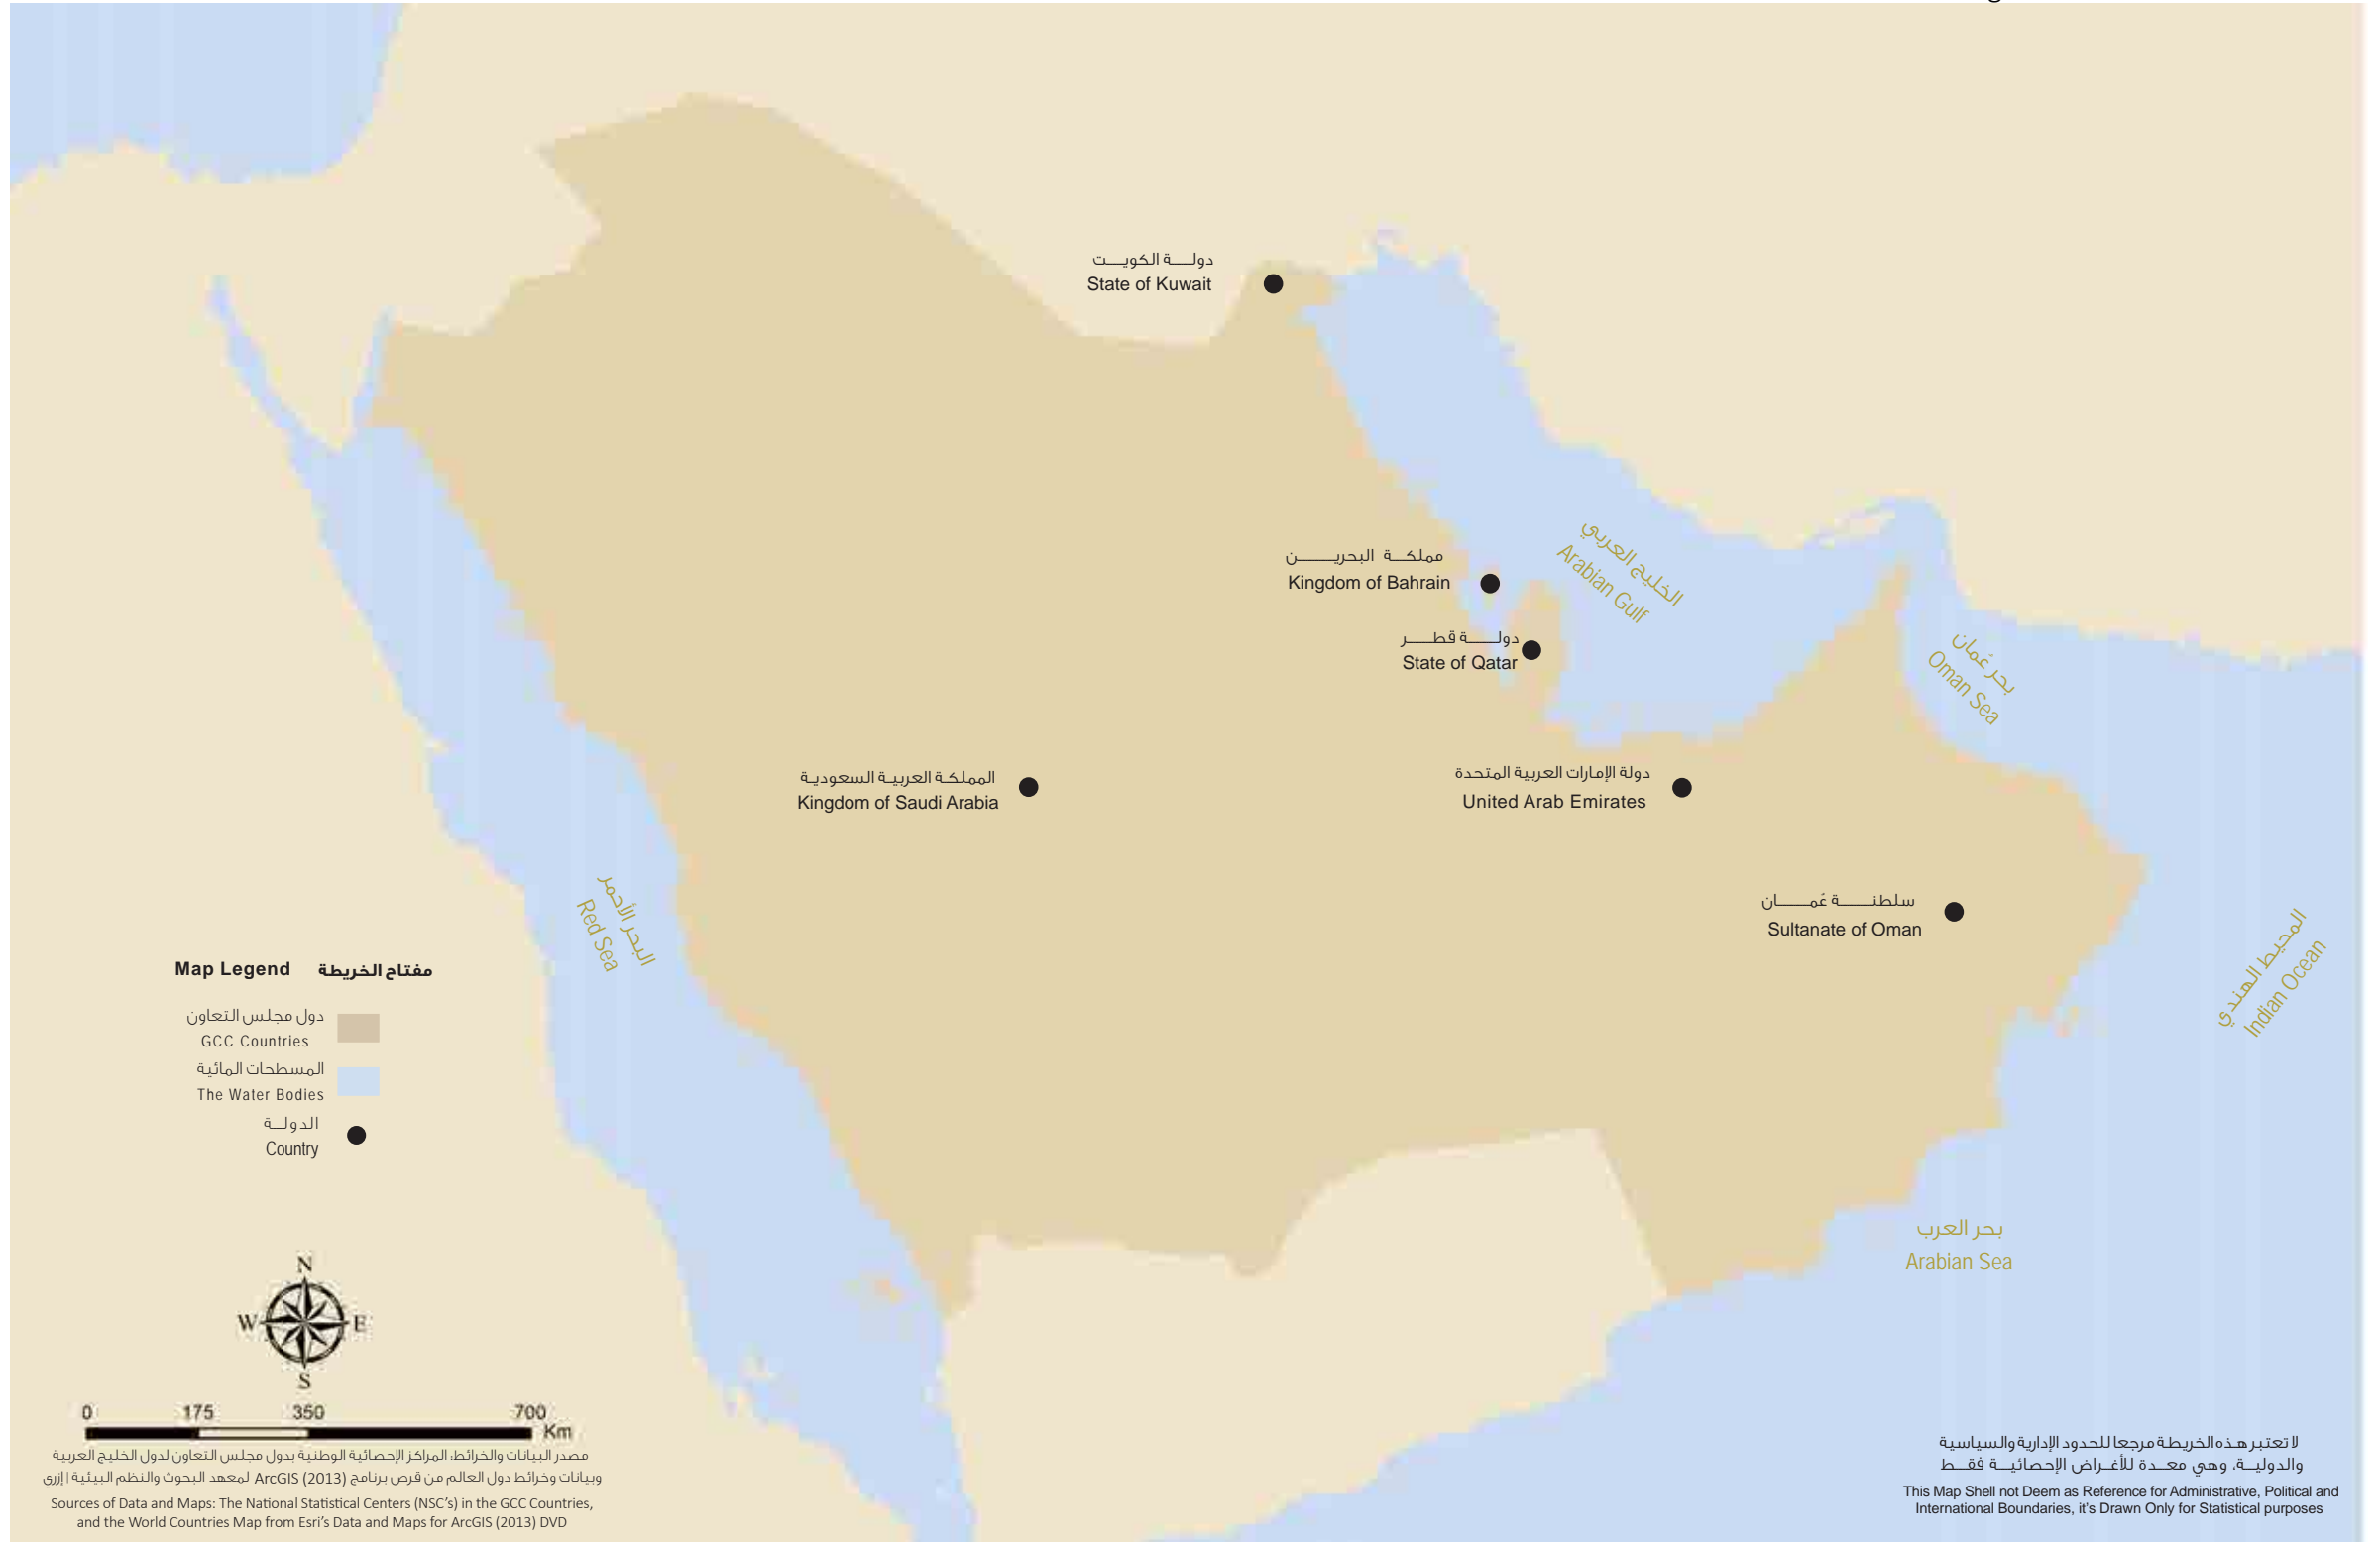 دولـــة الكويـــت
State of Kuwait
مملكـــة البحريـــــن
Kingdom of Bahrain
الخليج العربي
Arabian Gulf
دولـــــة قطـــــر
State of Qatar
بحر عُمان
Oman Sea
المملكـة العربيـة السعوديـة
Kingdom of Saudi Arabia
دولة الإمارات العربية المتحدة
United Arab Emirates
سلطنـــــة عُمـــــان
Sultanate of Oman
البحر الأحمر
Red Sea
المحيط الهندي
Indian Ocean
Map Legend مفتاح الخريطة
دول مجلس التعاون
GCC Countries
المسطحات المائية
The Water Bodies
الدولـــة
Country
بحر العرب
Arabian Sea
N
W E
S
0 175 350 700
Km
مصدر البيانات والخرائط: المراكز الإحصائية الوطنية بدول مجلس التعاون لدول الخليج العربية
وبيانات وخرائط دول العالم من قرص برنامج ArcGIS (2013) لمعهد البحوث والنظم البيئية | إزري
Sources of Data and Maps: The National Statistical Centers (NSC's) in the GCC Countries,
and the World Countries Map from Esri's Data and Maps for ArcGIS (2013) DVD
لا تعتبر هـذه الخريطـة مرجعا للحدود الإدارية والسياسية
والدوليـــة، وهي معـــدة للأغـــراض الإحصائيـــة فقـــط
This Map Shell not Deem as Reference for Administrative, Political and
International Boundaries, it's Drawn Only for Statistical purposes